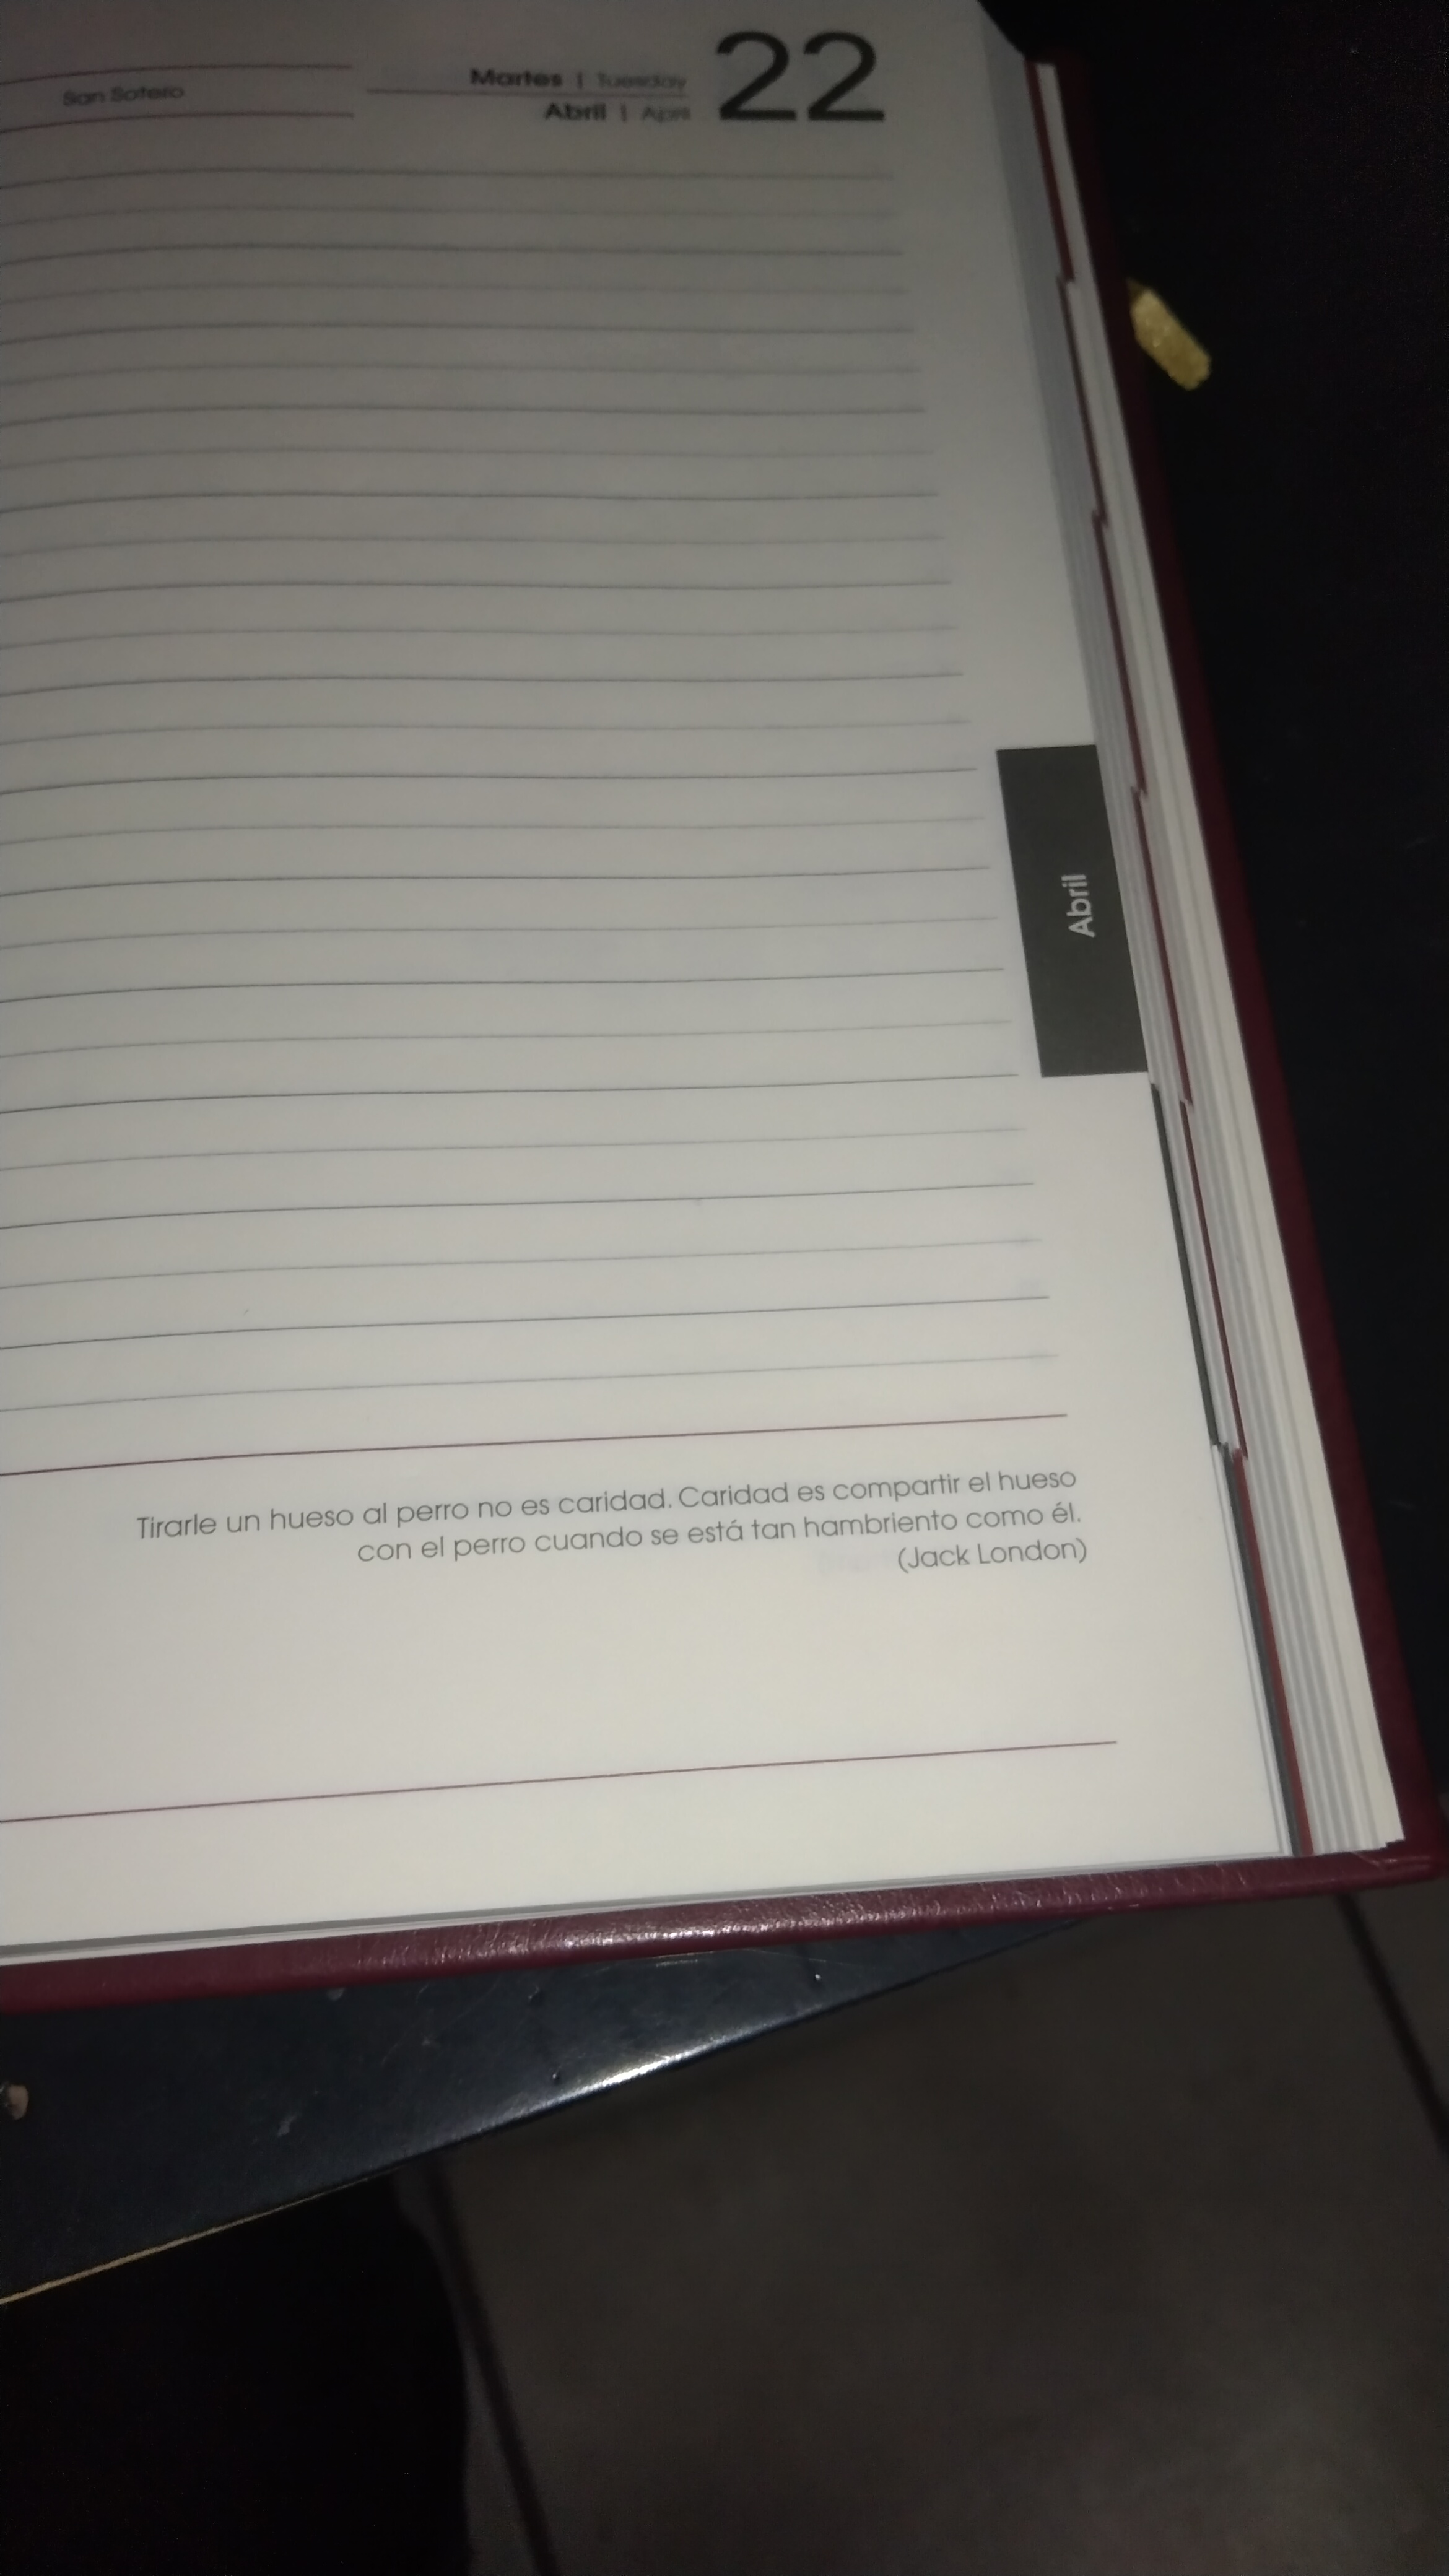 San Sotero
Martes | Tuesday
Abril | April
22
Abril
Tirarle un hueso al perro no es caridad. Caridad es compartir el hueso
con el perro cuando se está tan hambriento como él.
(Jack London)